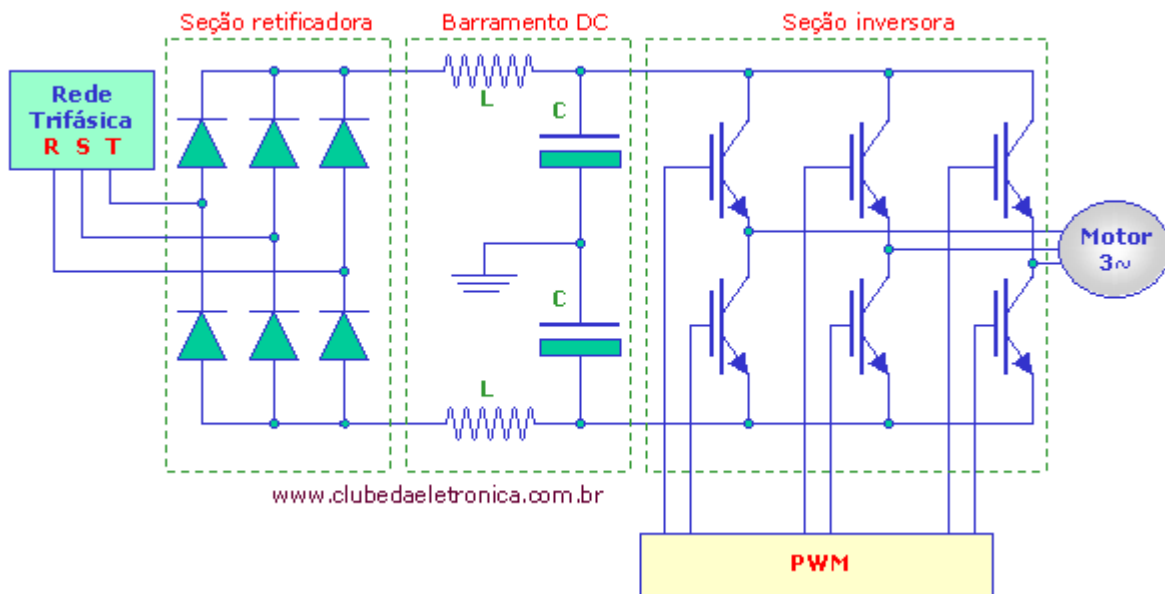 Seção retificadora
Barramento DC
Seção inversora
Rede
Trifásica
R S T
L
C
C
L
Motor
3~
www.clubedaeletronica.com.br
PWM